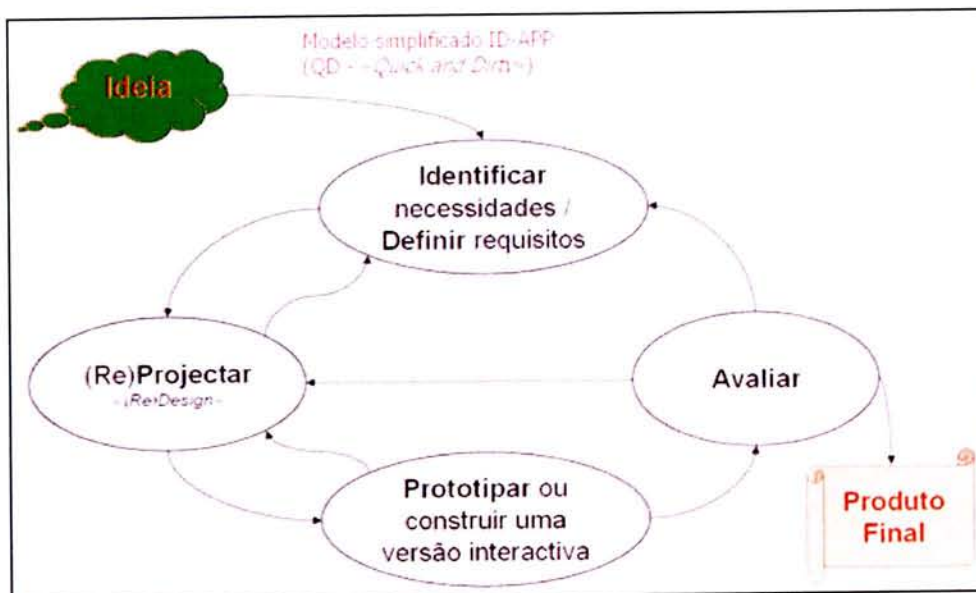 Modelo simplificado ID-APP
(QD - «Quick and Dirty»)
Ideia
Identificar
necessidades /
Definir requisitos
(Re)Projectar
«(Re)Design»
Avaliar
Prototipar ou
construir uma
versão interactiva
Produto
Final